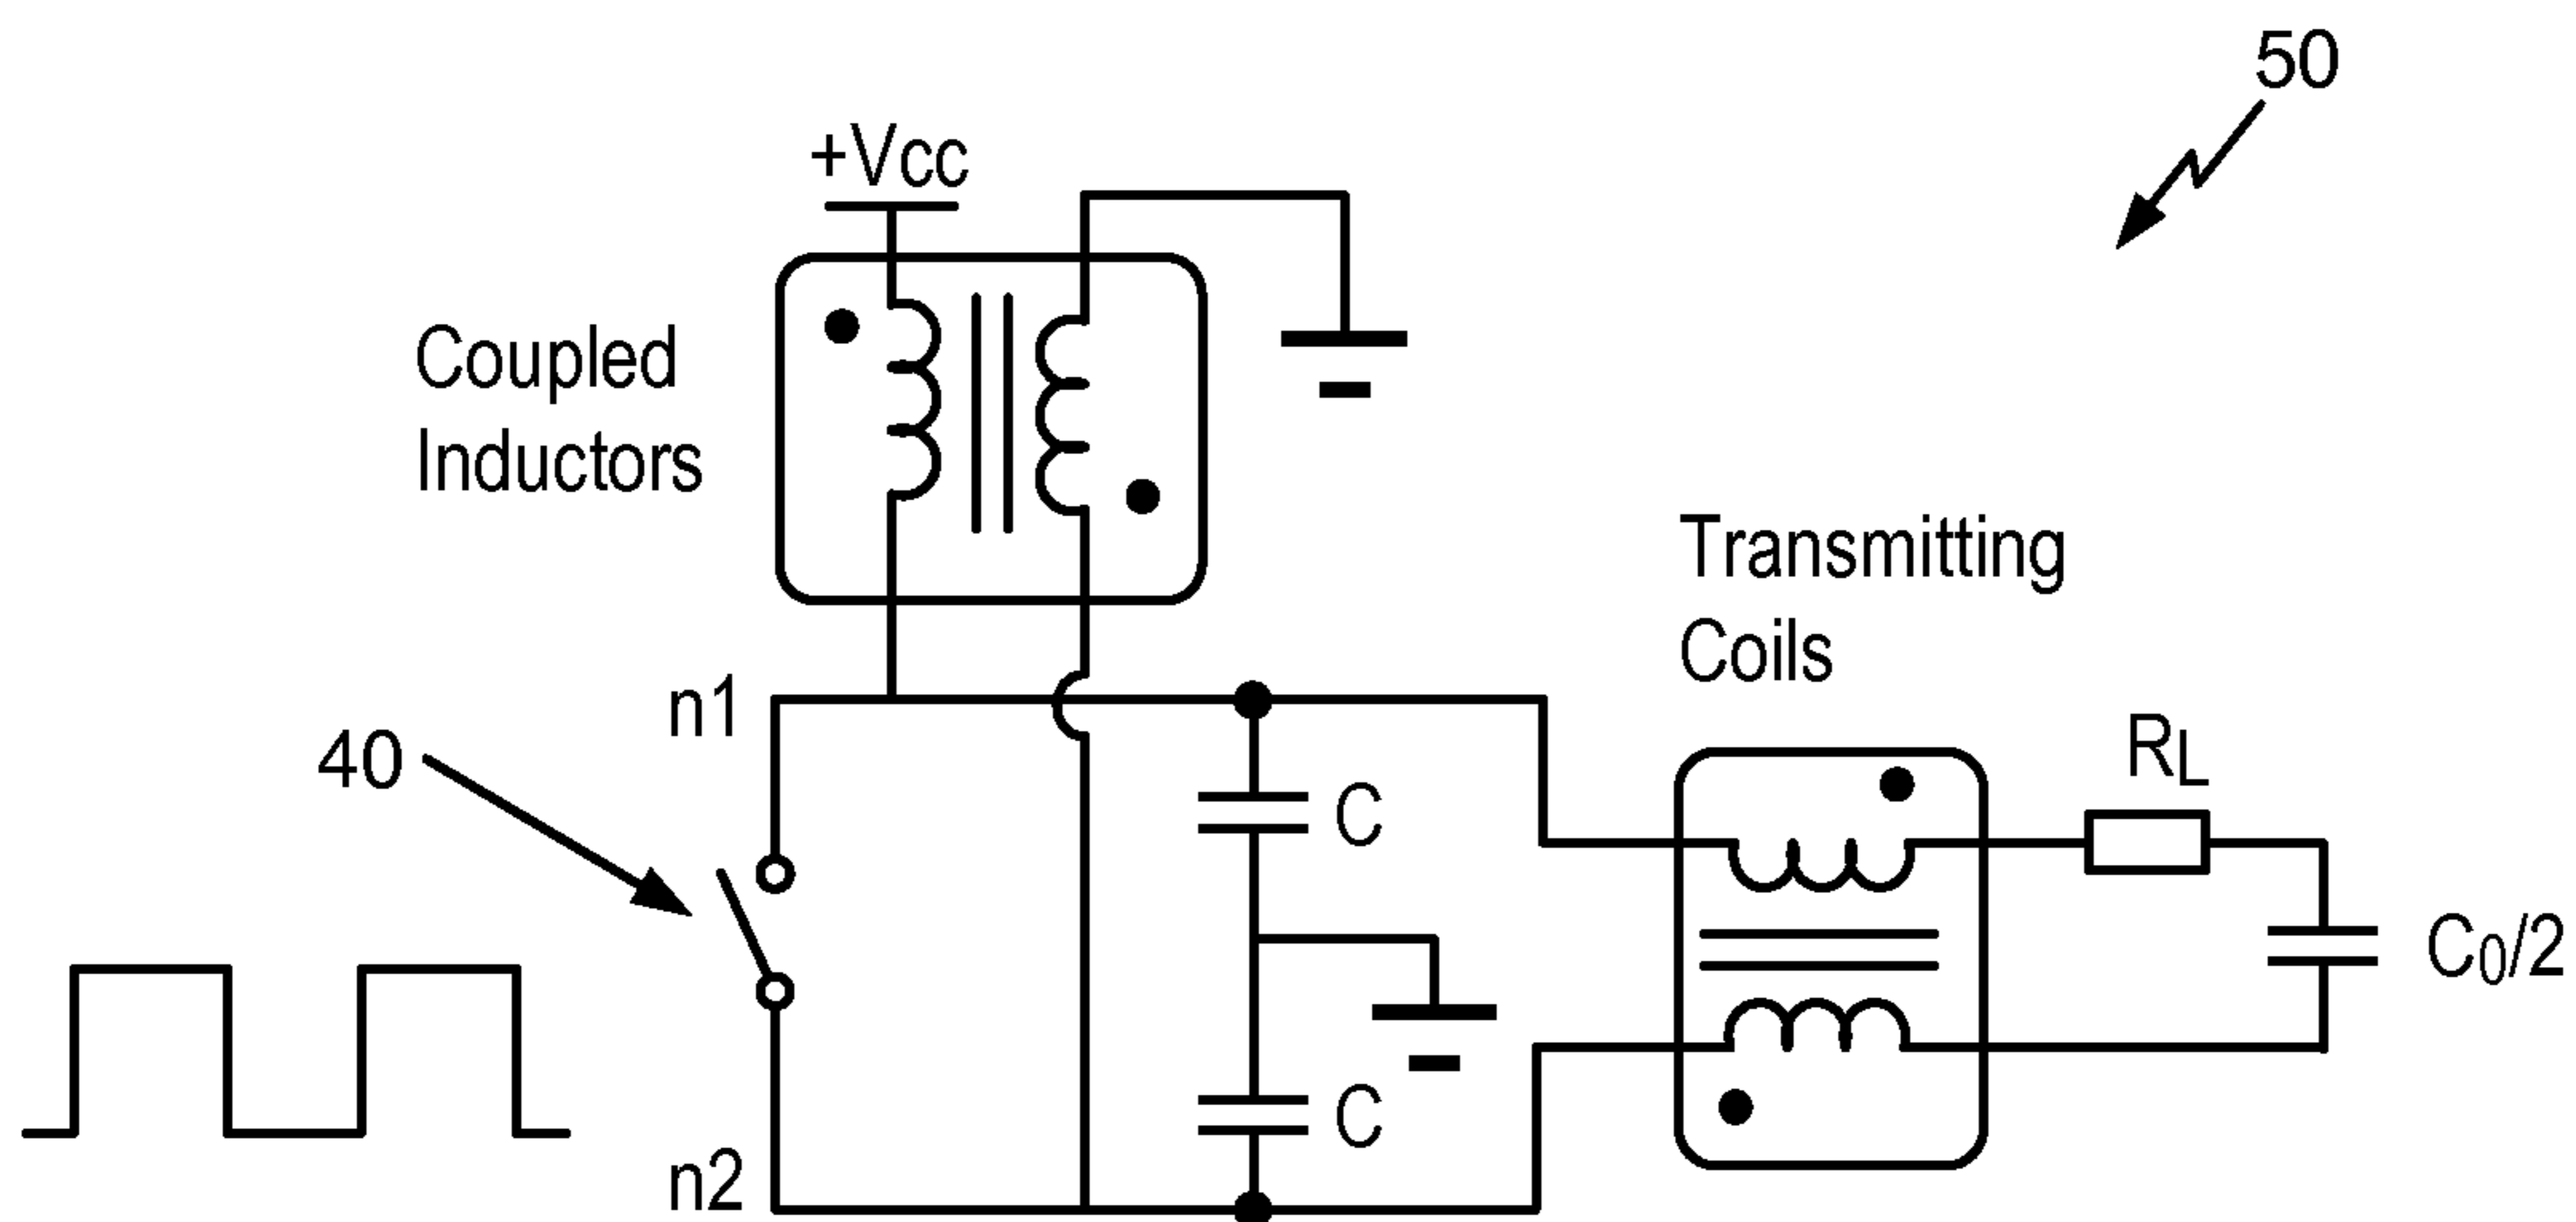 50
+Vcc
Coupled
Inductors
Transmitting
Coils
n1
40
RL
C
C0/2
C
n2